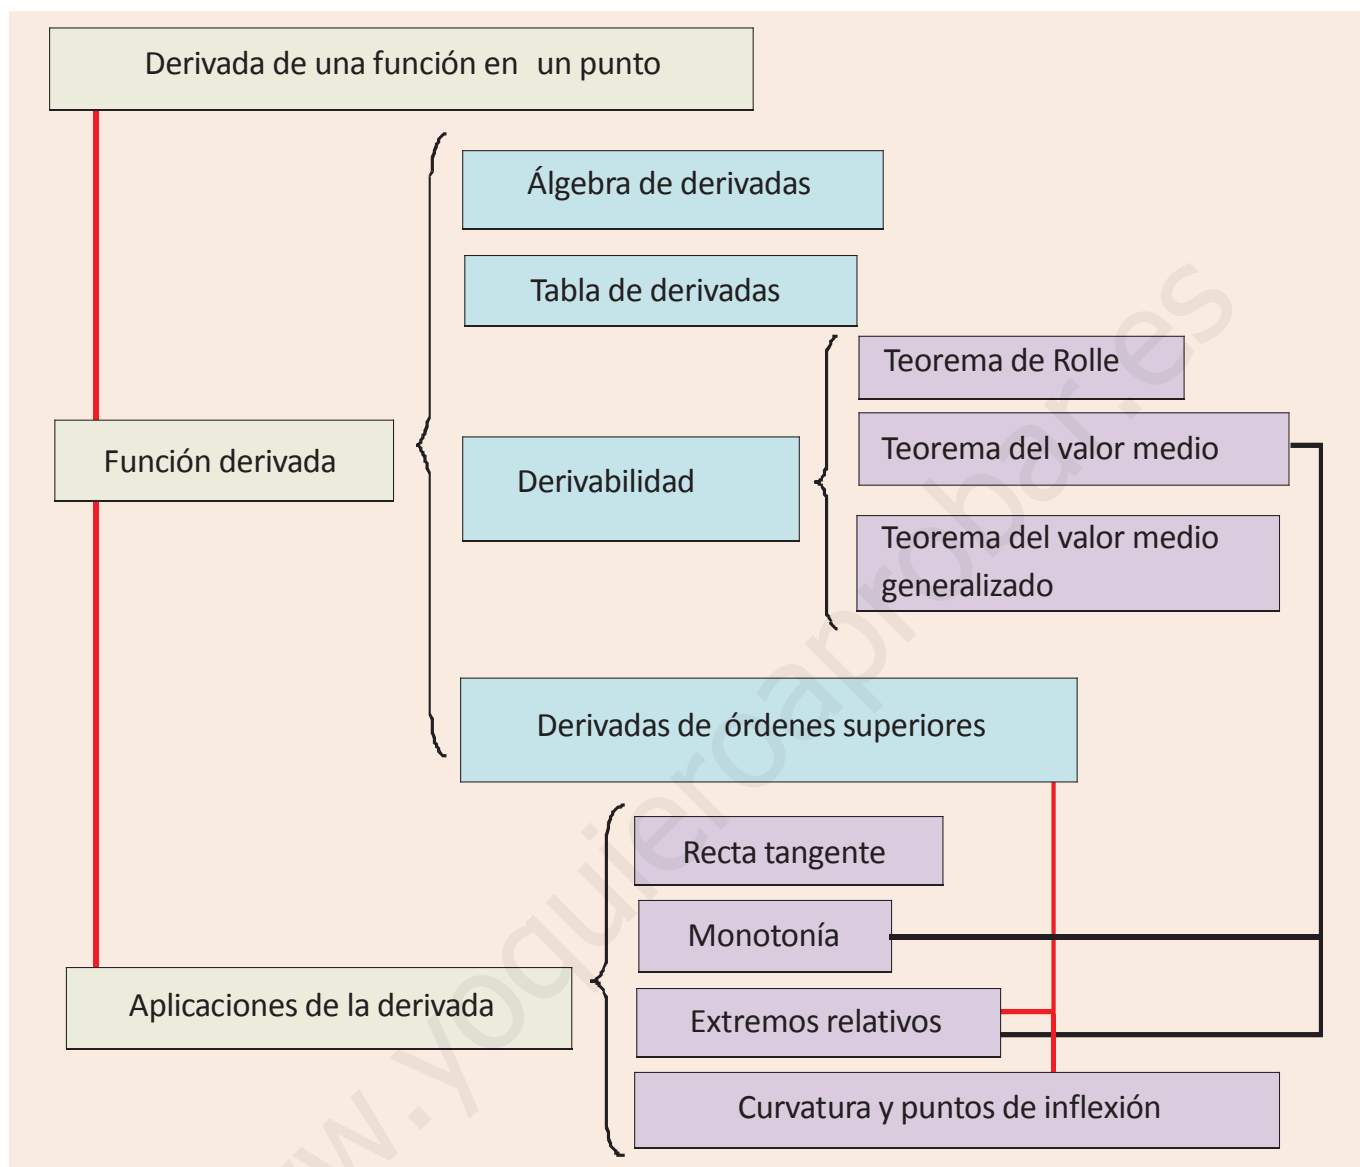 Derivada de una función en un punto
Álgebra de derivadas
Tabla de derivadas
Teorema de Rolle
Teorema del valor medio
Función derivada
Derivabilidad
Teorema del valor medio
generalizado
Derivadas de órdenes superiores
Recta tangente
Monotonía
Aplicaciones de la derivada
Extremos relativos
Curvatura y puntos de inflexión
w.yoquieroaprobar.es